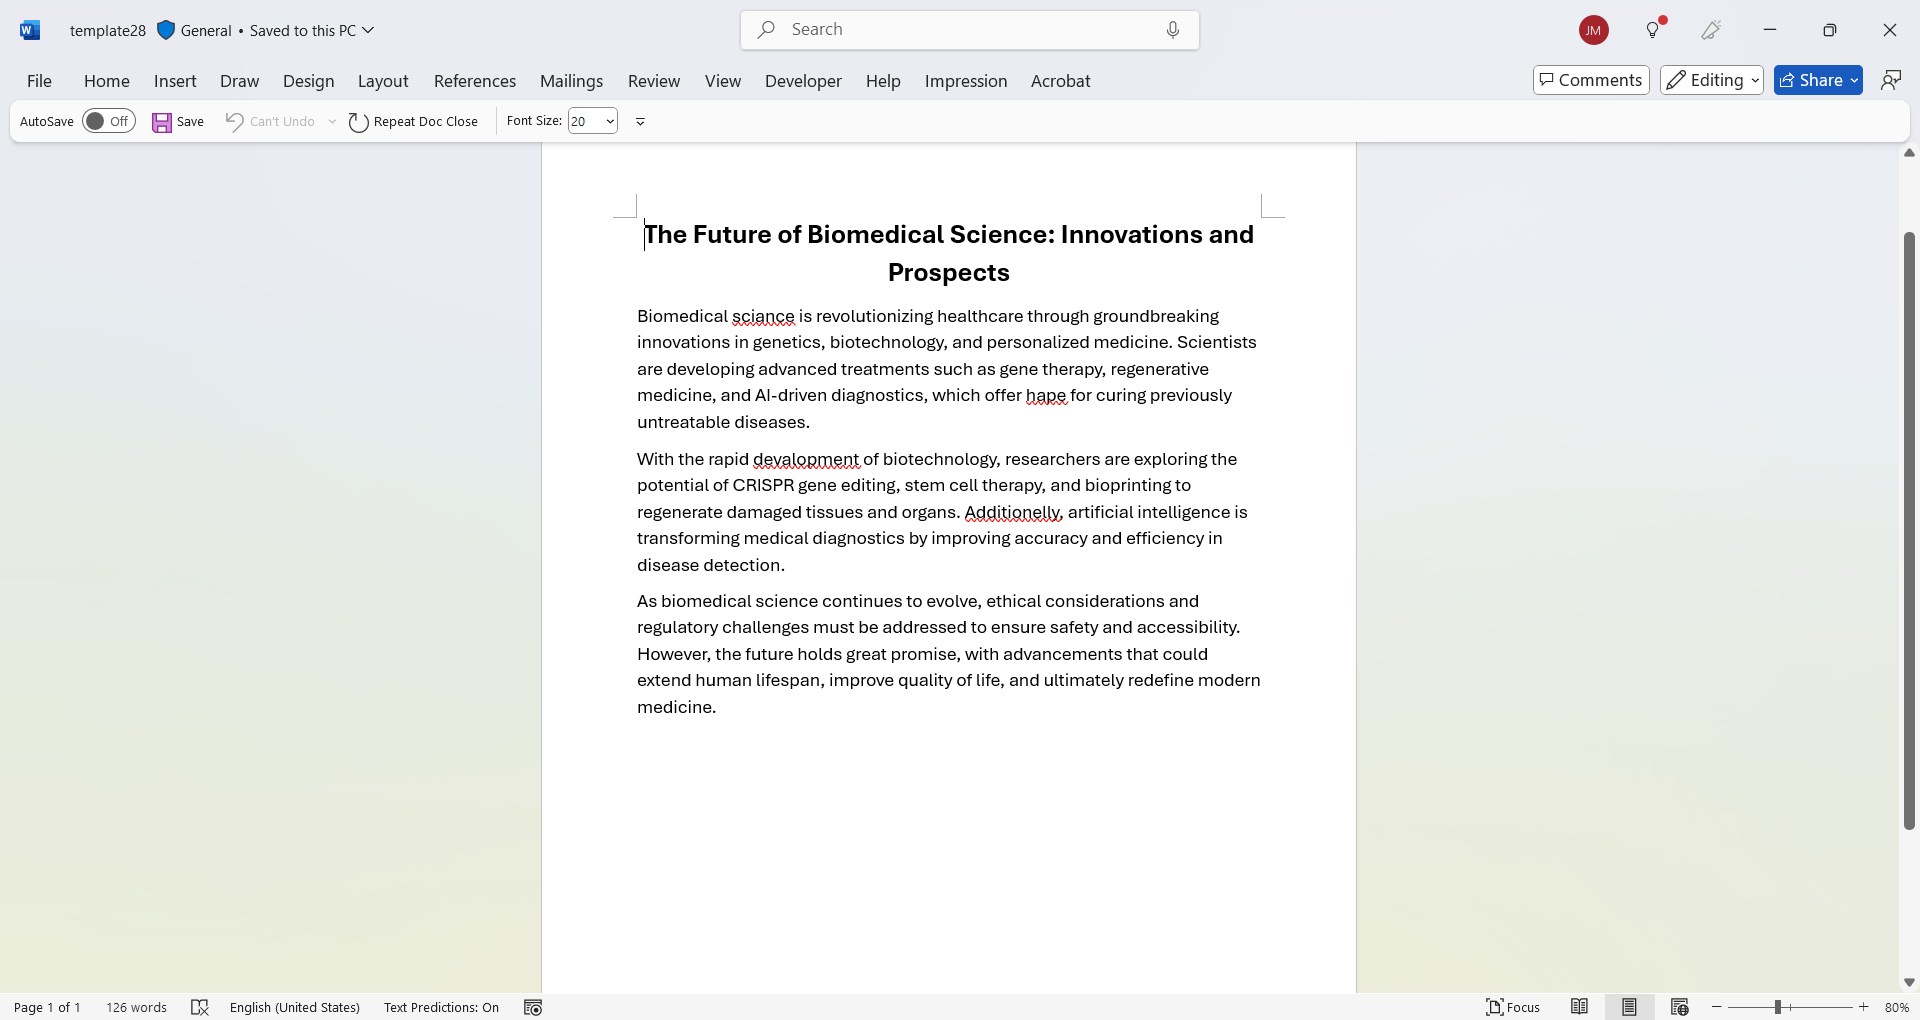 template28 General • Saved to this PC
Search
JM
File Home Insert Draw Design Layout References Mailings Review View Developer Help Impression Acrobat
Comments Editing Share
AutoSave Off Save Can't Undo Repeat Doc Close Font Size: 20
The Future of Biomedical Science: Innovations and
Prospects
Biomedical sciance is revolutionizing healthcare through groundbreaking
innovations in genetics, biotechnology, and personalized medicine. Scientists
are developing advanced treatments such as gene therapy, regenerative
medicine, and AI-driven diagnostics, which offer hape for curing previously
untreatable diseases.
With the rapid devalopment of biotechnology, researchers are exploring the
potential of CRISPR gene editing, stem cell therapy, and bioprinting to
regenerate damaged tissues and organs. Additionelly, artificial intelligence is
transforming medical diagnostics by improving accuracy and efficiency in
disease detection.
As biomedical science continues to evolve, ethical considerations and
regulatory challenges must be addressed to ensure safety and accessibility.
However, the future holds great promise, with advancements that could
extend human lifespan, improve quality of life, and ultimately redefine modern
medicine.
Page 1 of 1 126 words English (United States) Text Predictions: On Focus 80%